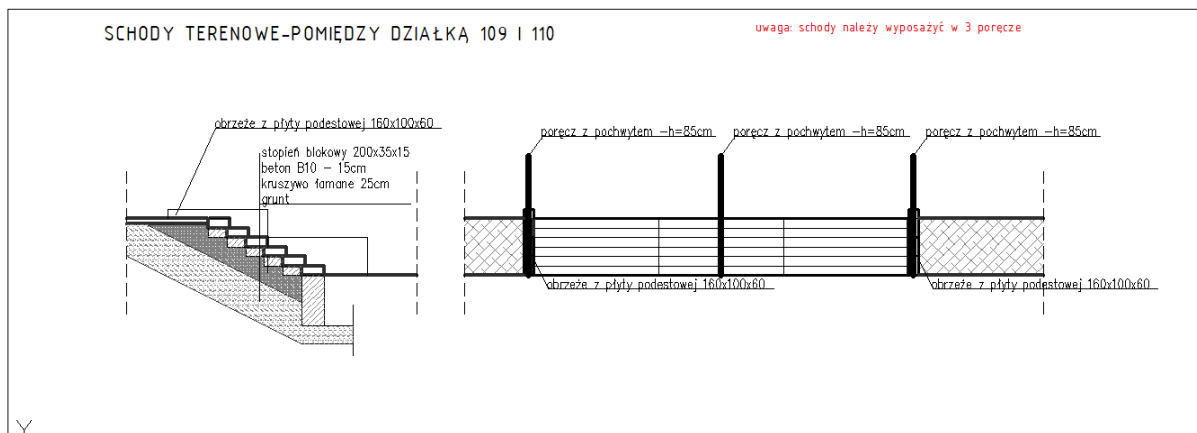 SCHODY TERENOWE-POMIĘDZY DZIAŁKĄ 109 I 110
uwaga: schody należy wyposażyć w 3 poręcze
obrzeże z płyty podestowej 160x100x60
stopień blokowy 200x35x15
beton B10 – 15cm
kruszywo łamane 25cm
grunt
poręcz z pochwytem –h=85cm
poręcz z pochwytem –h=85cm
poręcz z pochwytem –h=85cm
obrzeże z płyty podestowej 160x100x60
obrzeże z płyty podestowej 160x100x60
Y